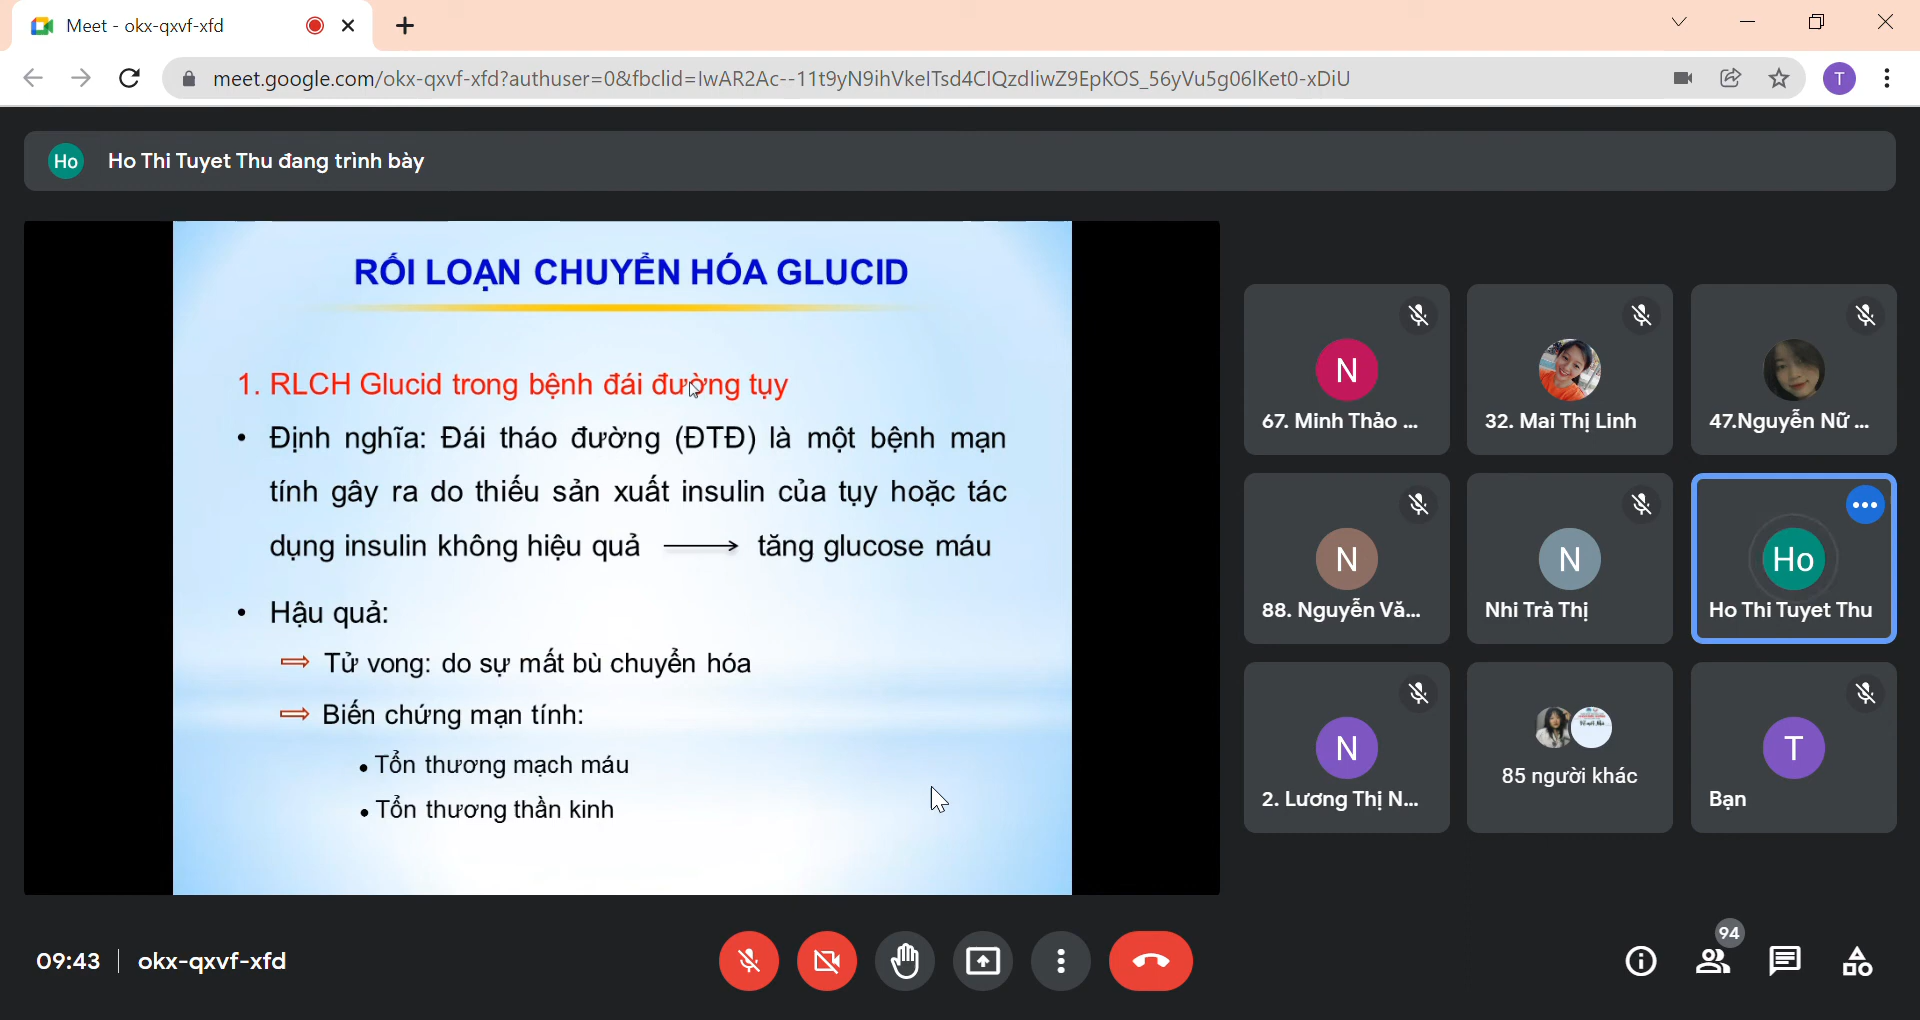 Meet - okx-qxvf-xfd
meet.google.com/okx-qxvf-xfd?authuser=0&fbclid=IwAR2Ac--11t9yN9ihVkeITsd4CIQzdIiwZ9EpKOS_56yVu5g06IKet0-xDiU
T
Ho
Ho Thi Tuyet Thu đang trình bày
RỐI LOẠN CHUYỂN HÓA GLUCID
1. RLCH Glucid trong bệnh đái đường tụy
• Định nghĩa: Đái tháo đường (ĐTĐ) là một bệnh mạn
tính gây ra do thiếu sản xuất insulin của tụy hoặc tác
dụng insulin không hiệu quả → tăng glucose máu
• Hậu quả:
⇒ Tử vong: do sự mất bù chuyển hóa
⇒ Biến chứng mạn tính:
• Tổn thương mạch máu
• Tổn thương thần kinh
N
67. Minh Thảo ...
32. Mai Thị Linh
47.Nguyễn Nữ ...
N
88. Nguyễn Vă...
N
Nhi Trà Thị
Ho
Ho Thi Tuyet Thu
N
2. Lương Thị N...
85 người khác
T
Bạn
09:43 | okx-qxvf-xfd
94